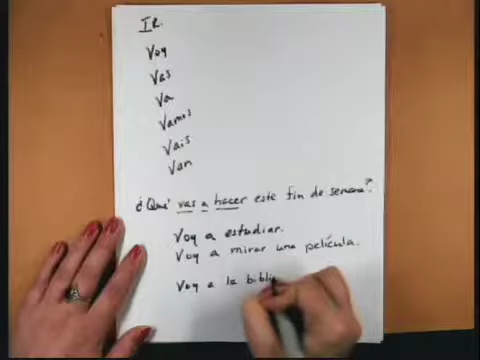 IR.
Voy
Vas
Va
Vamos
Vais
Van
¿Qué vas a hacer este fin de semana?
Voy a estudiar.
Voy a mirar una película.
Voy a la bibli